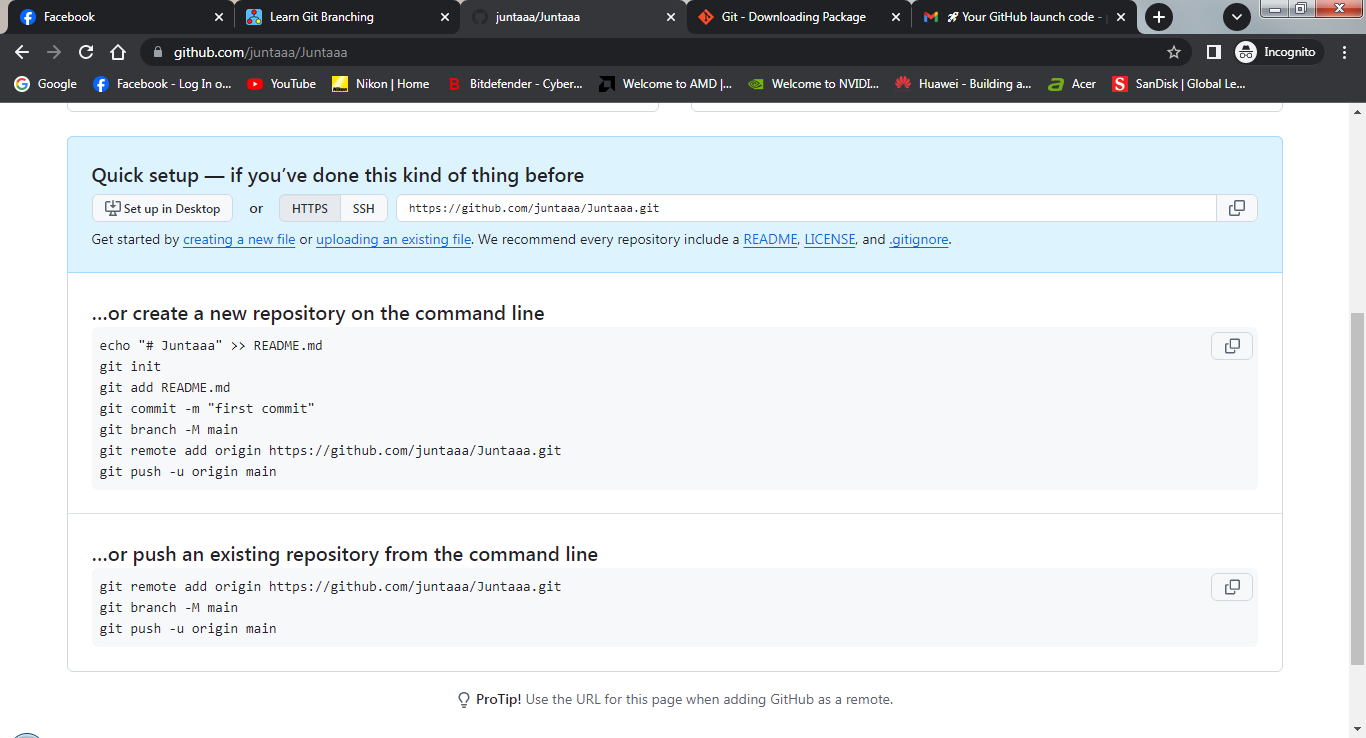 Facebook
Learn Git Branching
juntaaa/Juntaaa
Git - Downloading Package
🚀 Your GitHub launch code -
github.com/juntaaa/Juntaaa
Incognito
Google
Facebook - Log In o...
YouTube
Nikon | Home
Bitdefender - Cyber...
Welcome to AMD |...
Welcome to NVIDI...
Huawei - Building a...
Acer
SanDisk | Global Le...
Quick setup — if you’ve done this kind of thing before
Set up in Desktop or HTTPS SSH https://github.com/juntaaa/Juntaaa.git
Get started by creating a new file or uploading an existing file. We recommend every repository include a README, LICENSE, and .gitignore.
…or create a new repository on the command line
echo "# Juntaaa" >> README.md
git init
git add README.md
git commit -m "first commit"
git branch -M main
git remote add origin https://github.com/juntaaa/Juntaaa.git
git push -u origin main
…or push an existing repository from the command line
git remote add origin https://github.com/juntaaa/Juntaaa.git
git branch -M main
git push -u origin main
ProTip! Use the URL for this page when adding GitHub as a remote.